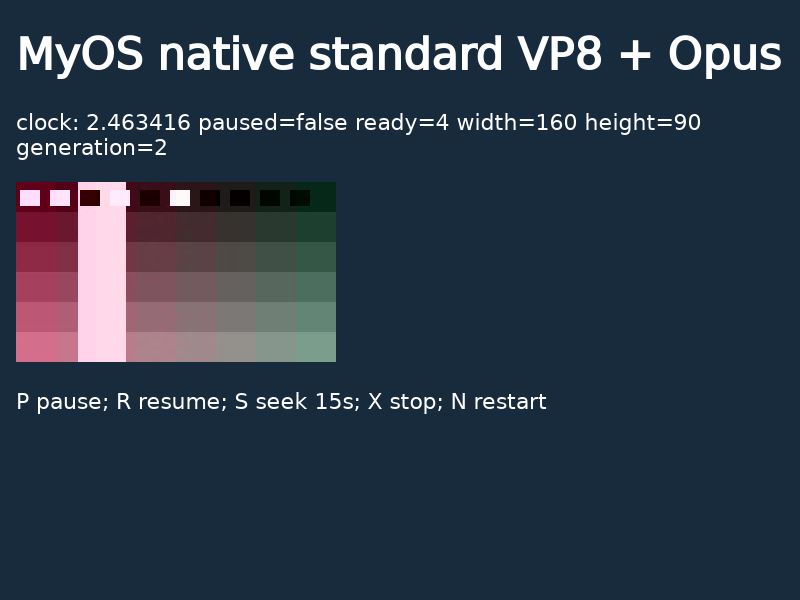 MyOS native standard VP8 + Opus
clock: 2.463416 paused=false ready=4 width=160 height=90
generation=2
P pause; R resume; S seek 15s; X stop; N restart